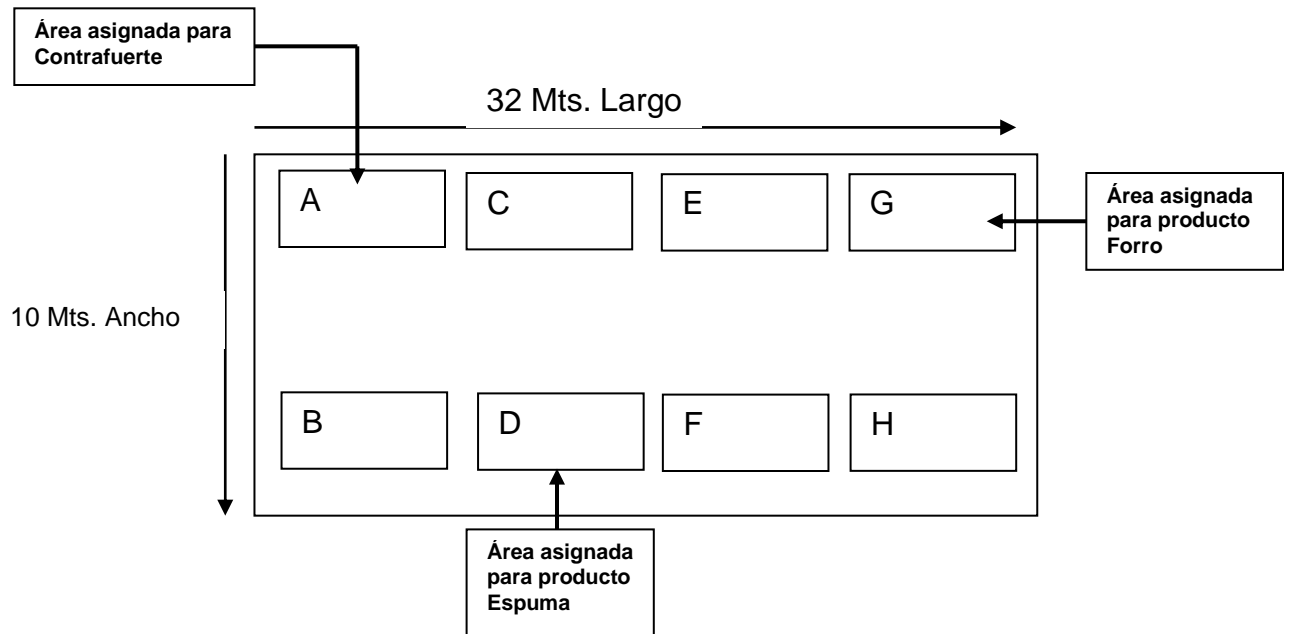 Área asignada para
Contrafuerte
32 Mts. Largo
A
C
E
G
Área asignada
para producto
Forro
10 Mts. Ancho
B
D
F
H
Área asignada
para producto
Espuma